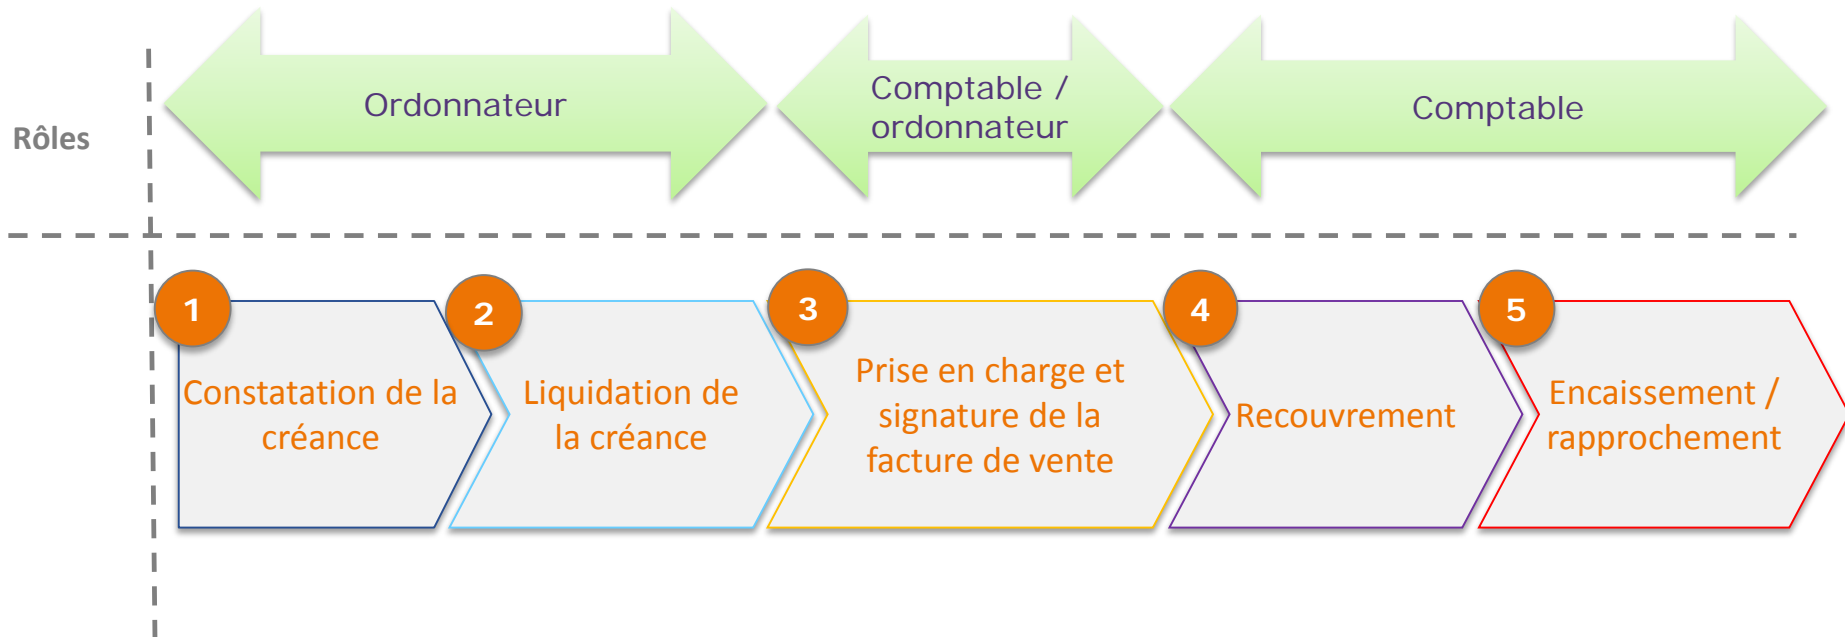 Ordonnateur
Comptable /
ordonnateur
Comptable
Rôles
1
2
3
4
5
Constatation de la
créance
Liquidation de
la créance
Prise en charge et
signature de la
facture de vente
Recouvrement
Encaissement /
rapprochement